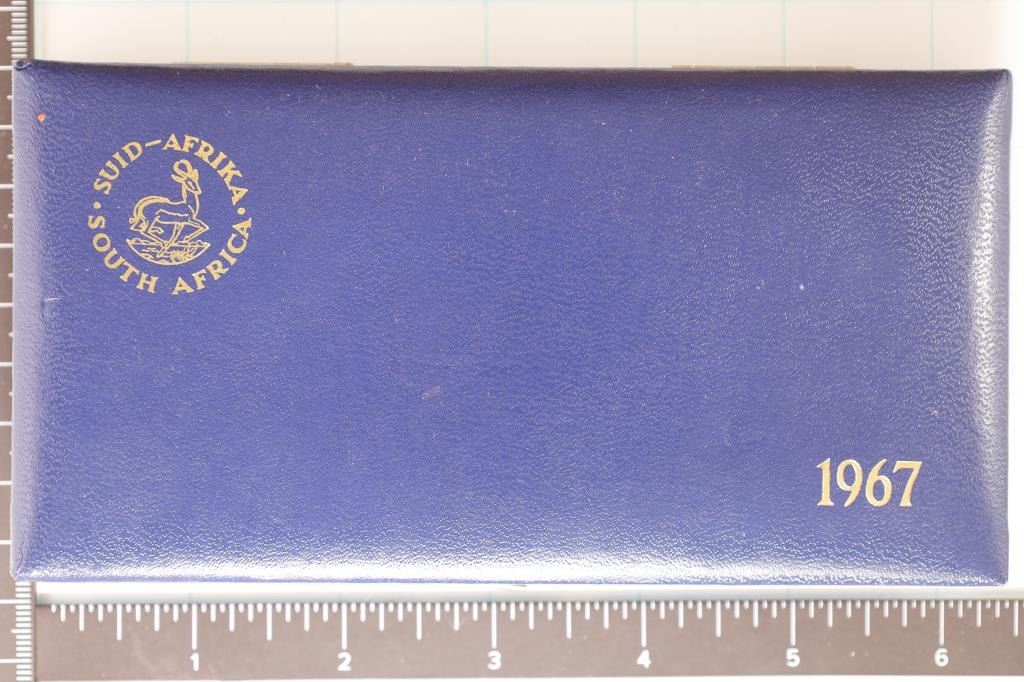 · SUID-AFRIKA ·
SOUTH AFRICA
1967
1 2 3 4 5 6